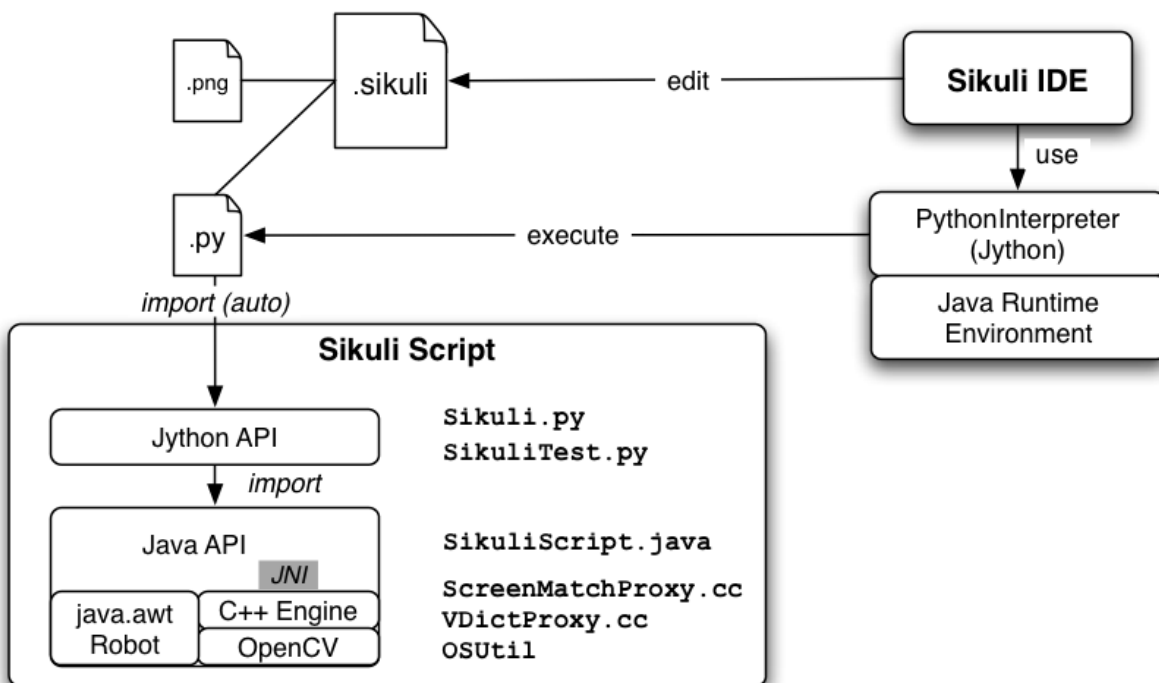 .png
.sikuli
edit
Sikuli IDE
use
.py
execute
PythonInterpreter
(Jython)
Java Runtime
Environment
import (auto)
Sikuli Script
Jython API
Sikuli.py
SikuliTest.py
import
Java API
SikuliScript.java
JNI
ScreenMatchProxy.cc
java.awt
Robot
C++ Engine
VDictProxy.cc
OpenCV
OSUtil